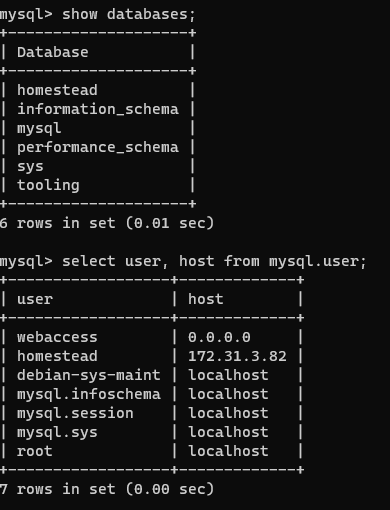 mysql> show databases;
+--------------------+
| Database           |
+--------------------+
| homestead          |
| information_schema |
| mysql              |
| performance_schema |
| sys                |
| tooling            |
+--------------------+
6 rows in set (0.01 sec)
mysql> select user, host from mysql.user;
+------------------+-------------+
| user             | host        |
+------------------+-------------+
| webaccess        | 0.0.0.0     |
| homestead        | 172.31.3.82 |
| debian-sys-maint | localhost   |
| mysql.infoschema | localhost   |
| mysql.session    | localhost   |
| mysql.sys        | localhost   |
| root             | localhost   |
+------------------+-------------+
7 rows in set (0.00 sec)